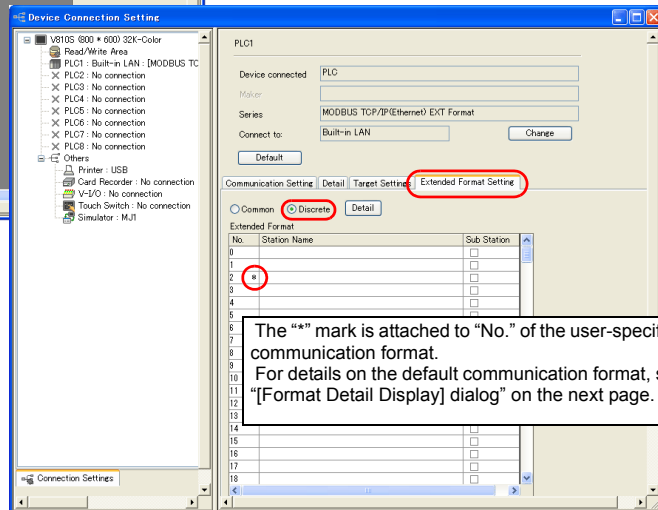 Device Connection Setting
V810S (800 * 600) 32K-Color
Read/Write Area
PLC1 : Built-in LAN : [MODBUS TC
PLC2 : No connection
PLC3 : No connection
PLC4 : No connection
PLC5 : No connection
PLC6 : No connection
PLC7 : No connection
PLC8 : No connection
Others
Printer : USB
Card Recorder : No connection
V-I/O : No connection
Touch Switch : No connection
Simulator : MJ1
Connection Settings
PLC1
Device connected PLC
Maker
Series MODBUS TCP/IP(Ethernet) EXT Format
Connect to: Built-in LAN Change
Default
Communication Setting Detail Target Settings Extended Format Setting
Common Discrete Detail
Extended Format
No. Station Name Sub Station
0
1
2 *
3
4
5
6
7
8
9
10
11
12
13
14
15
16
17
18
The “*” mark is attached to “No.” of the user-specif
communication format.
For details on the default communication format, s
“[Format Detail Display] dialog” on the next page.